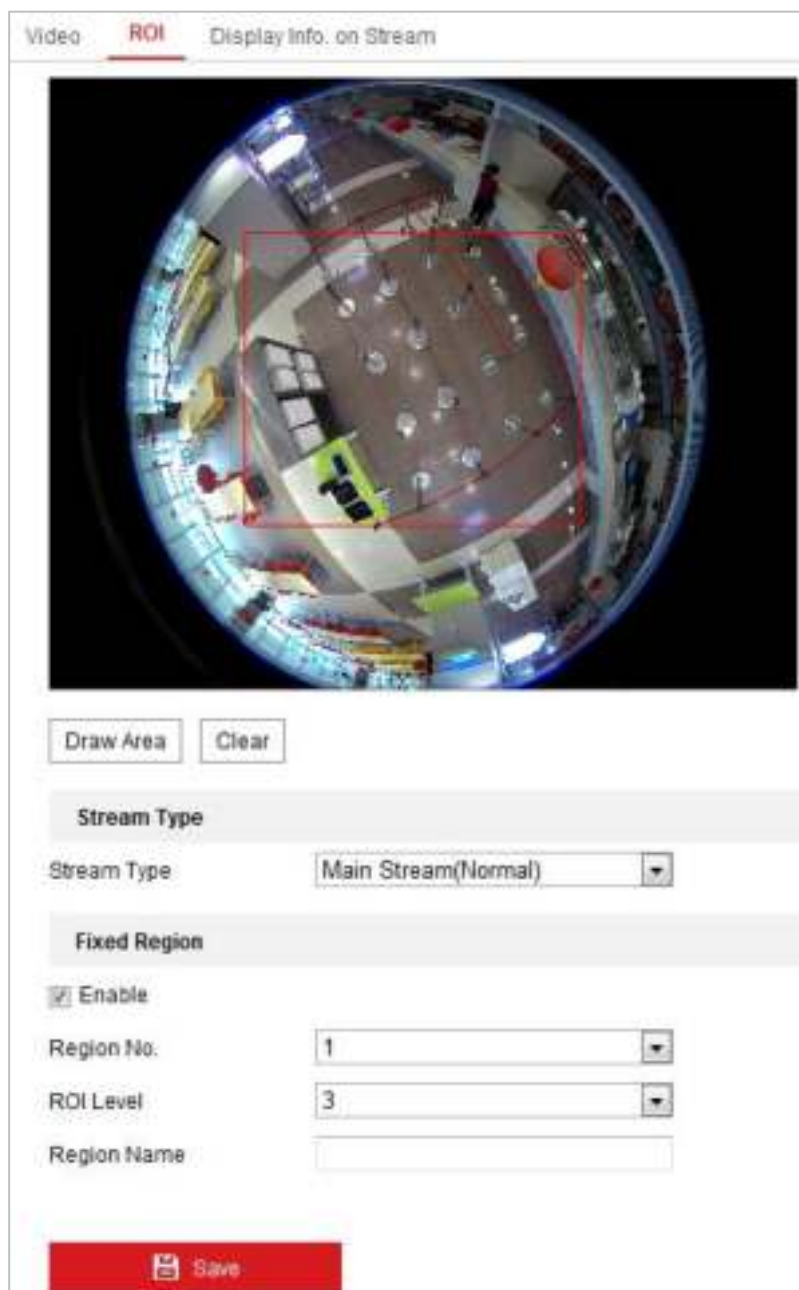 Video ROI Display Info. on Stream
Draw Area Clear
Stream Type
Stream Type Main Stream(Normal)
Fixed Region
Enable
Region No. 1
ROI Level 3
Region Name
Save